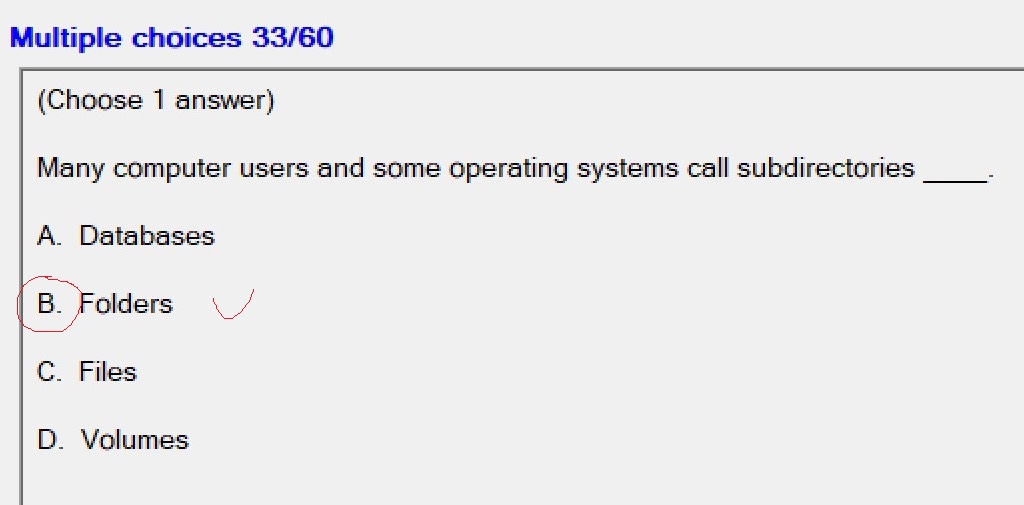 Multiple choices 33/60
(Choose 1 answer)
Many computer users and some operating systems call subdirectories _____.
A. Databases
B. Folders
C. Files
D. Volumes